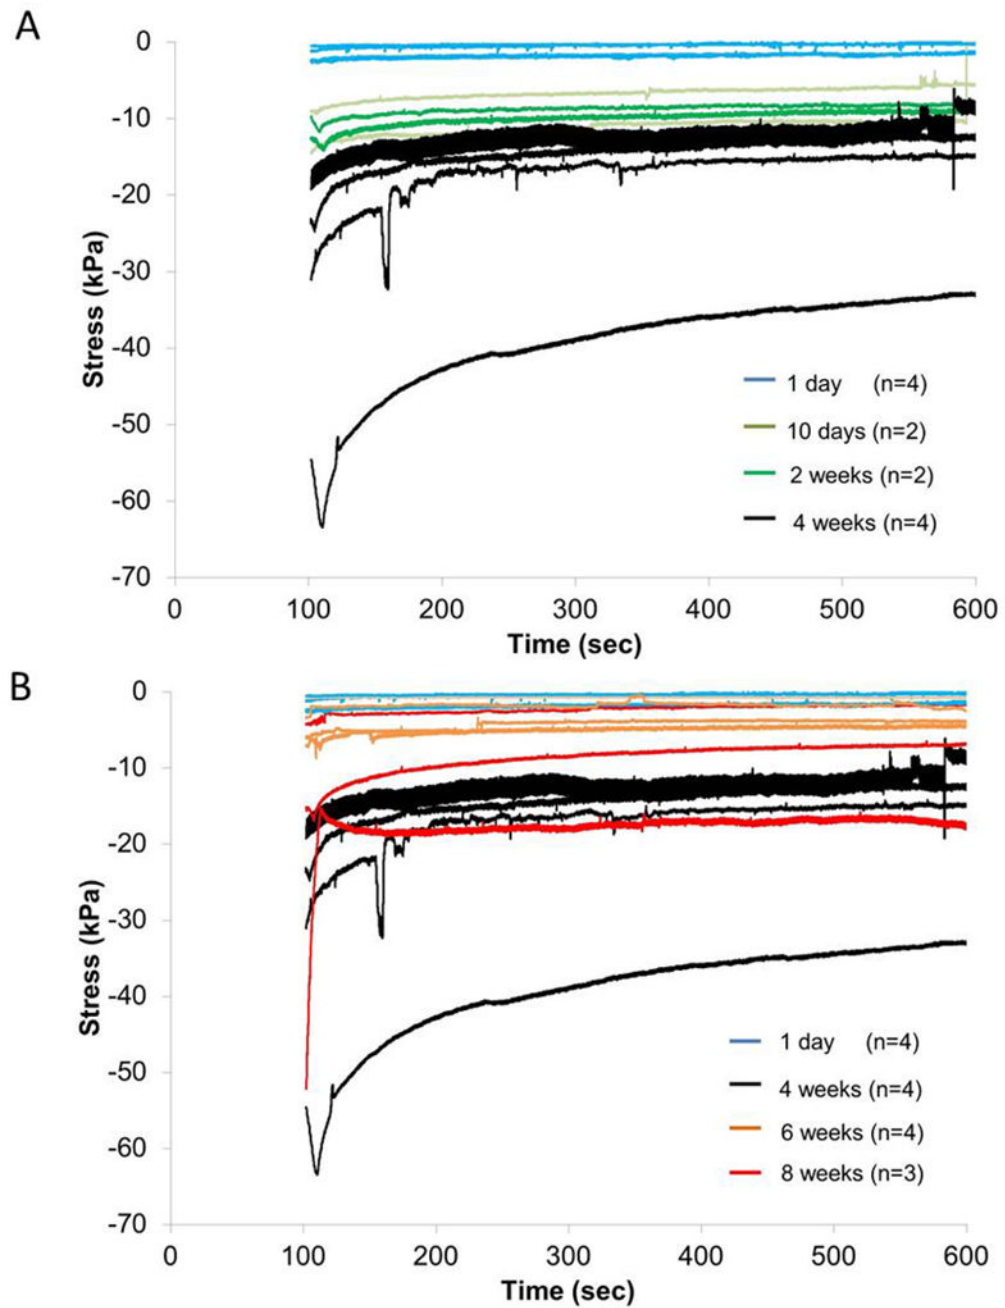 A
0
-10
-20
-30
-40
-50
-60
-70
Stress (kPa)
1 day (n=4)
10 days (n=2)
2 weeks (n=2)
4 weeks (n=4)
0 100 200 300 400 500 600
Time (sec)
B
0
-10
-20
-30
-40
-50
-60
-70
Stress (kPa)
1 day (n=4)
4 weeks (n=4)
6 weeks (n=4)
8 weeks (n=3)
0 100 200 300 400 500 600
Time (sec)